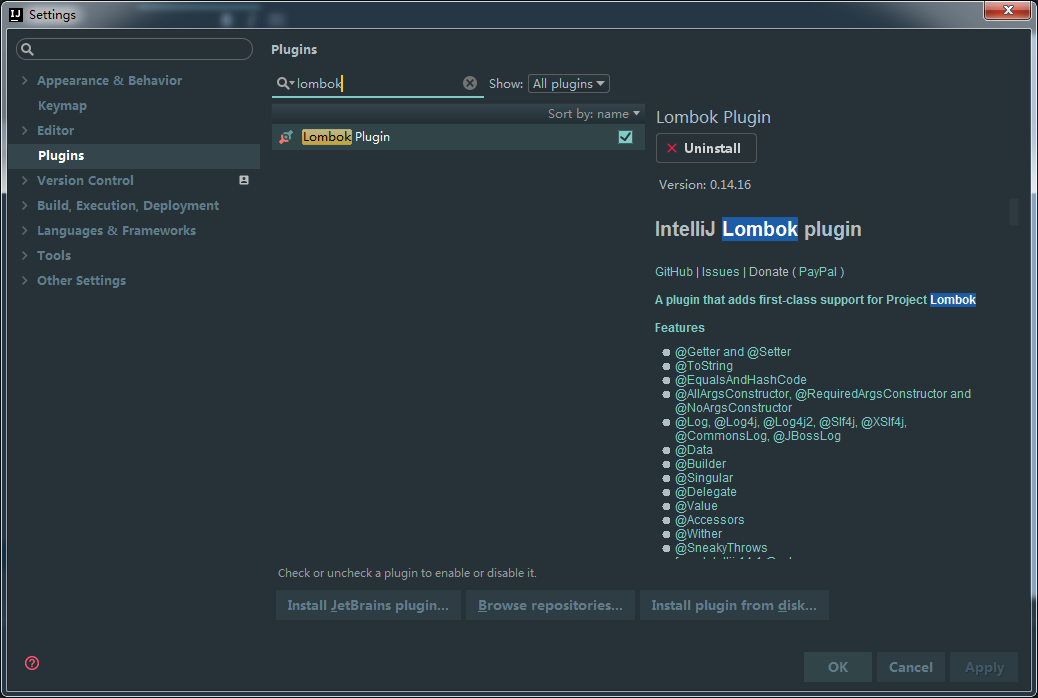 IJ Settings
Plugins
lombok Show: All plugins
Appearance & Behavior
Keymap
Editor
Plugins
Version Control
Build, Execution, Deployment
Languages & Frameworks
Tools
Other Settings
Sort by: name
Lombok Plugin
Lombok Plugin
Uninstall
Version: 0.14.16
IntelliJ Lombok plugin
GitHub | Issues | Donate ( PayPal )
A plugin that adds first-class support for Project Lombok
Features
@Getter and @Setter
@ToString
@EqualsAndHashCode
@AllArgsConstructor, @RequiredArgsConstructor and
@NoArgsConstructor
@Log, @Log4j, @Log4j2, @Slf4j, @XSlf4j,
@CommonsLog, @JBossLog
@Data
@Builder
@Singular
@Delegate
@Value
@Accessors
@Wither
@SneakyThrows
Check or uncheck a plugin to enable or disable it.
Install JetBrains plugin... Browse repositories... Install plugin from disk...
? OK Cancel Apply